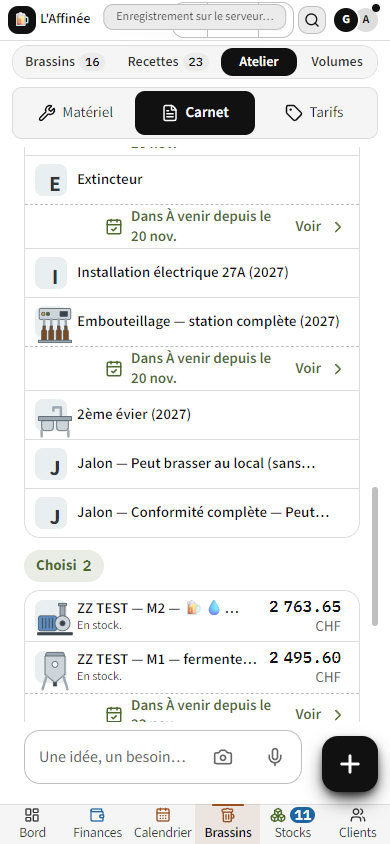 L'Affinée
Enregistrement sur le serveur…
G
A
Brassins 16
Recettes 23
Atelier
Volumes
Matériel
Carnet
Tarifs
E
Extincteur
Dans À venir depuis le
20 nov.
Voir
I
Installation électrique 27A (2027)
Embouteillage — station complète (2027)
Dans À venir depuis le
20 nov.
Voir
2ème évier (2027)
J
Jalon — Peut brasser au local (sans…
J
Jalon — Conformité complète — Peut…
Choisi 2
ZZ TEST — M2 — 🍺 💧 …
2 763.65
En stock.
CHF
ZZ TEST — M1 — fermente…
2 495.60
En stock.
CHF
Dans À venir depuis le
Voir
Une idée, un besoin…
Bord
Finances
Calendrier
Brassins
11
Stocks
Clients